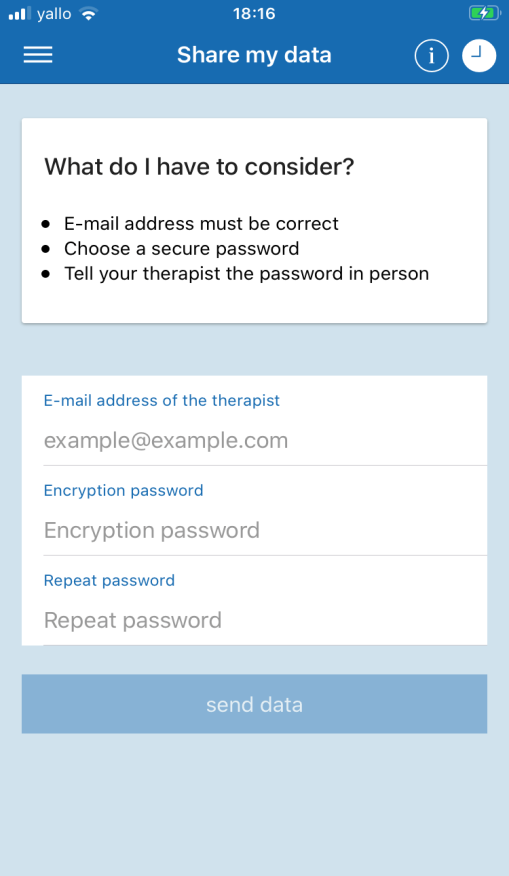 yallo 18:16
Share my data
What do I have to consider?
• E-mail address must be correct
• Choose a secure password
• Tell your therapist the password in person
E-mail address of the therapist
example@example.com
Encryption password
Encryption password
Repeat password
Repeat password
send data